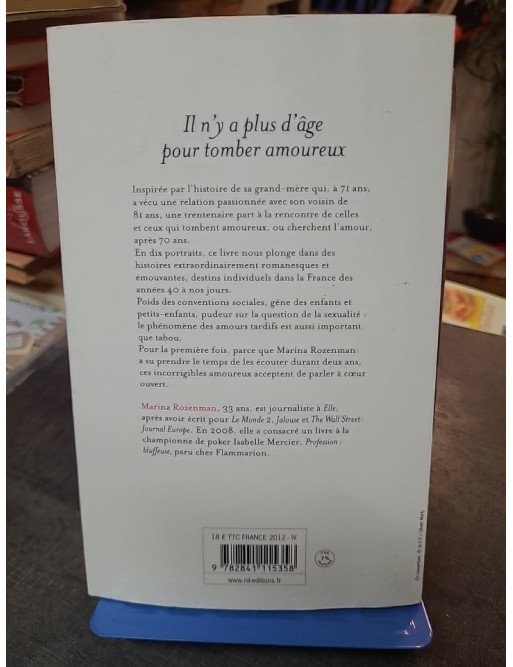 Il n'y a plus d'âge
pour tomber amoureux
Inspirée par l'histoire de sa grand-mère qui, à 71 ans,
a vécu une relation passionnée avec son voisin de
81 ans, une trentenaire part à la rencontre de celles
et ceux qui tombent amoureux, ou cherchent l'amour,
après 70 ans.
En dix portraits, ce livre nous plonge dans des
histoires extraordinairement romanesques et
émouvantes, destins individuels dans la France des
années 40 à nos jours.
Poids des conventions sociales, gêne des enfants et
petits-enfants, pudeur sur la question de la sexualité :
le phénomène des amours tardifs est aussi important
que tabou.
Pour la première fois, parce que Marina Rozenman
a su prendre le temps de les écouter durant deux ans,
ces incorrigibles amoureux acceptent de parler à cœur
ouvert.
Marina Rozenman, 33 ans, est journaliste à Elle,
après avoir écrit pour Le Monde 2, Jalouse et The Wall Street
Journal Europe. En 2008, elle a consacré un livre à la
championne de poker Isabelle Mercier, Profession :
bluffeuse, paru chez Flammarion.
18 € TTC FRANCE 2012-IV
9 782841 115358
www.nil-editions.fr